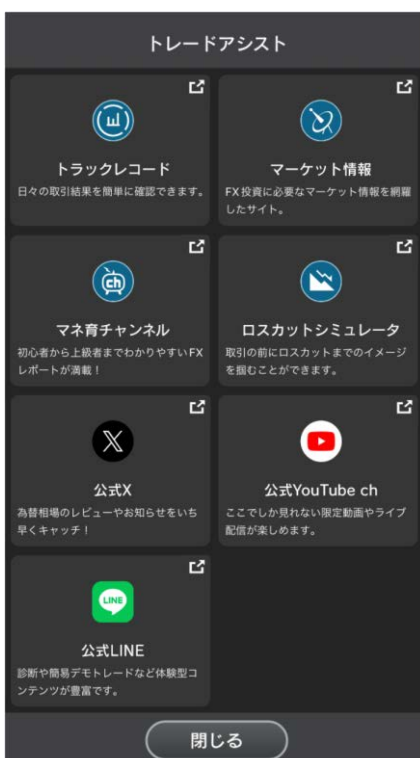 トレードアシスト
トラックレコード
日々の取引結果を簡単に確認できます。
マーケット情報
FX投資に必要なマーケット情報を網羅
したサイト。
ch
マネ育チャンネル
初心者から上級者までわかりやすいFX
レポートが満載！
ロスカットシミュレータ
取引の前にロスカットまでのイメージ
を掴むことができます。
公式X
為替相場のレビューやお知らせをいち
早くキャッチ！
公式YouTube ch
ここでしか見れない限定動画やライブ
配信が楽しめます。
LINE
公式LINE
診断や簡易デモトレードなど体験型コ
ンテンツが豊富です。
閉じる